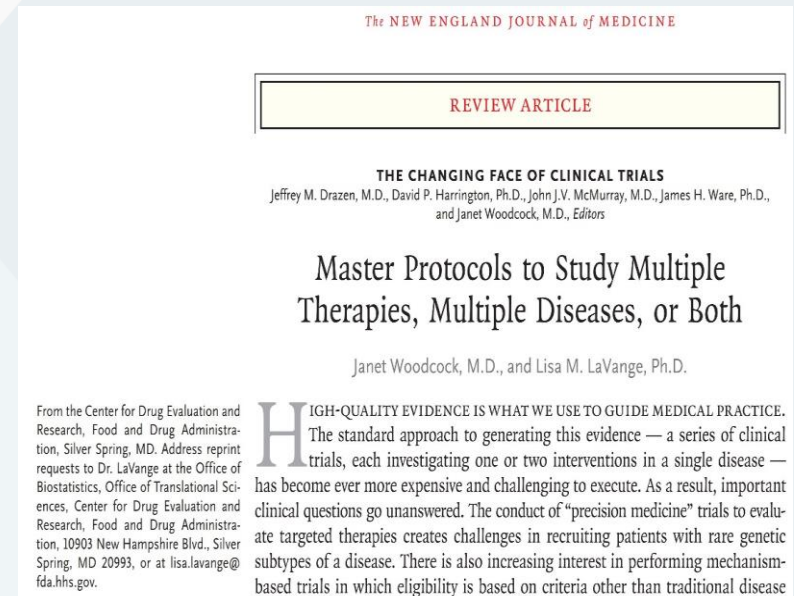 The NEW ENGLAND JOURNAL of MEDICINE
REVIEW ARTICLE
THE CHANGING FACE OF CLINICAL TRIALS
Jeffrey M. Drazen, M.D., David P. Harrington, Ph.D., John J.V. McMurray, M.D., James H. Ware, Ph.D.,
and Janet Woodcock, M.D., Editors
Master Protocols to Study Multiple
Therapies, Multiple Diseases, or Both
Janet Woodcock, M.D., and Lisa M. LaVange, Ph.D.
From the Center for Drug Evaluation and
Research, Food and Drug Administra-
tion, Silver Spring, MD. Address reprint
requests to Dr. LaVange at the Office of
Biostatistics, Office of Translational Sci-
ences, Center for Drug Evaluation and
Research, Food and Drug Administra-
tion, 10903 New Hampshire Blvd., Silver
Spring, MD 20993, or at lisa.lavange@
fda.hhs.gov.
HIGH-QUALITY EVIDENCE IS WHAT WE USE TO GUIDE MEDICAL PRACTICE.
The standard approach to generating this evidence — a series of clinical
trials, each investigating one or two interventions in a single disease —
has become ever more expensive and challenging to execute. As a result, important
clinical questions go unanswered. The conduct of “precision medicine” trials to evalu-
ate targeted therapies creates challenges in recruiting patients with rare genetic
subtypes of a disease. There is also increasing interest in performing mechanism-
based trials in which eligibility is based on criteria other than traditional disease